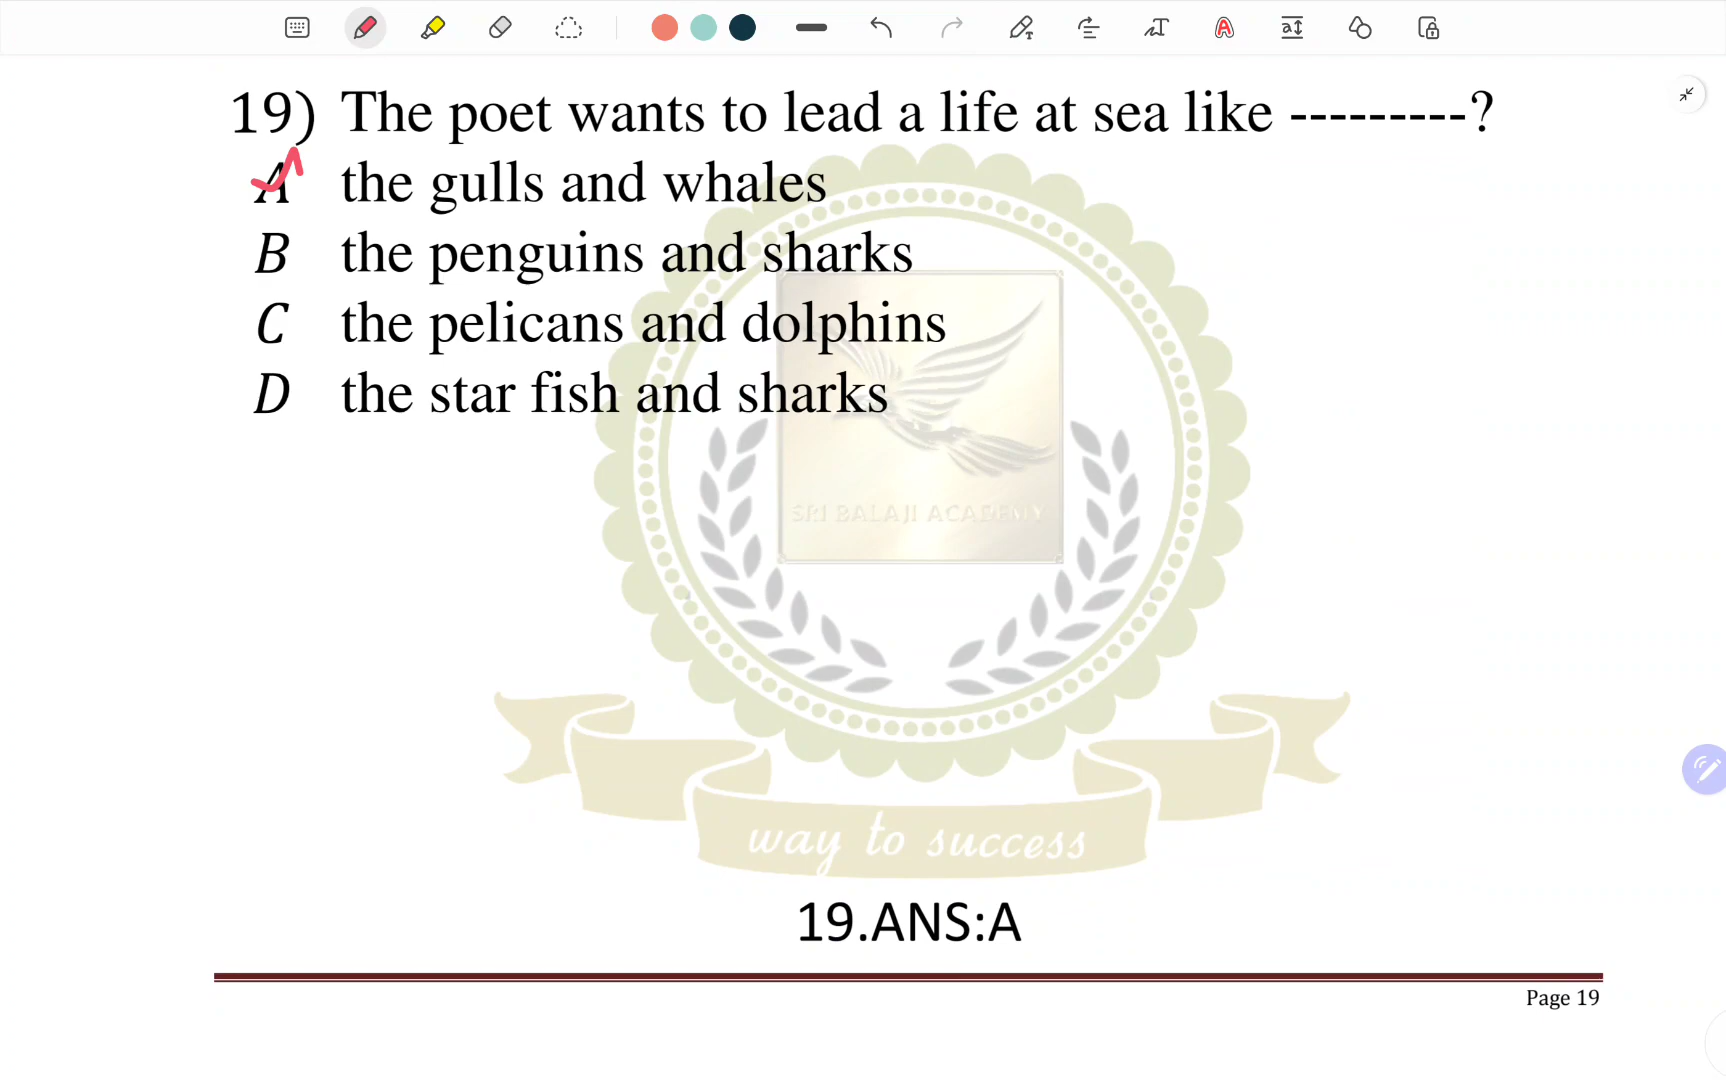 19) The poet wants to lead a life at sea like ---------?
A the gulls and whales
B the penguins and sharks
C the pelicans and dolphins
D the star fish and sharks
SRI BALAJI ACADEMY
way to success
19.ANS:A
Page 19